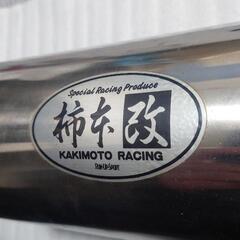 Special Racing Produce
柿本改
KAKIMOTO RACING